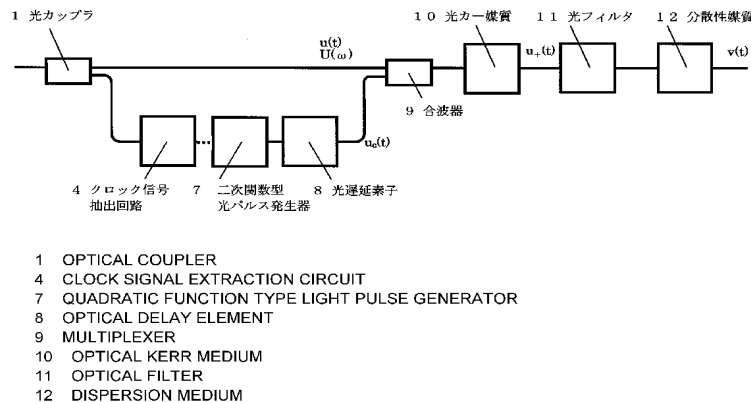 1 光カップラ
u(t)
U(ω)
10 光カー媒質
u₊(t)
11 光フィルタ
12 分散性媒質
v(t)
9 合波器
u₀(t)
4 クロック信号
抽出回路
7 二次関数型
光パルス発生器
8 光遅延素子
1 OPTICAL COUPLER
4 CLOCK SIGNAL EXTRACTION CIRCUIT
7 QUADRATIC FUNCTION TYPE LIGHT PULSE GENERATOR
8 OPTICAL DELAY ELEMENT
9 MULTIPLEXER
10 OPTICAL KERR MEDIUM
11 OPTICAL FILTER
12 DISPERSION MEDIUM